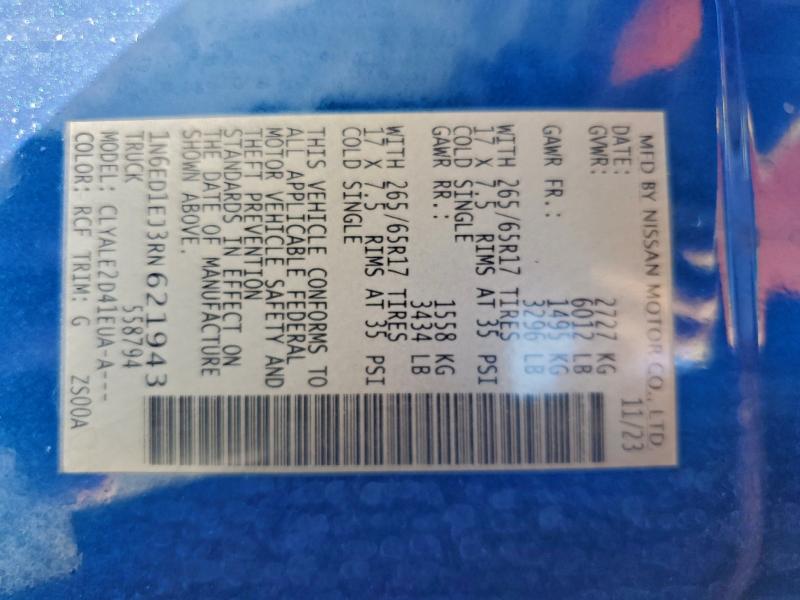 MFD BY NISSAN MOTOR CO., LTD.
DATE: 11/23
GVWR: 2727 KG
6012 LB
GAWR FR.: 1495 KG
3296 LB
WITH 265/65R17 TIRES
17 X 7.5 RIMS AT 35 PSI
COLD SINGLE
GAWR RR.: 1558 KG
3434 LB
WITH 265/65R17 TIRES
17 X 7.5 RIMS AT 35 PSI
COLD SINGLE
THIS VEHICLE CONFORMS TO
ALL APPLICABLE FEDERAL
MOTOR VEHICLE SAFETY AND
THEFT PREVENTION
STANDARDS IN EFFECT ON
THE DATE OF MANUFACTURE
SHOWN ABOVE.
1N6ED1EJ3RN621943
TRUCK 558794
MODEL: CLYALE2D41EUA-A---
COLOR: RCF TRIM: G ZS00A